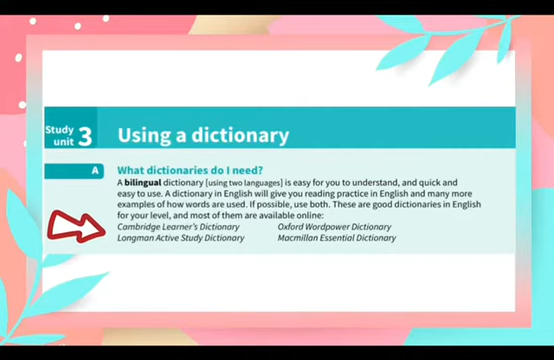 Study
unit 3
Using a dictionary
A
What dictionaries do I need?
A bilingual dictionary [using two languages] is easy for you to understand, and quick and
easy to use. A dictionary in English will give you reading practice in English and many more
examples of how words are used. If possible, use both. These are good dictionaries in English
for your level, and most of them are available online:
Cambridge Learner's Dictionary Oxford Wordpower Dictionary
Longman Active Study Dictionary Macmillan Essential Dictionary